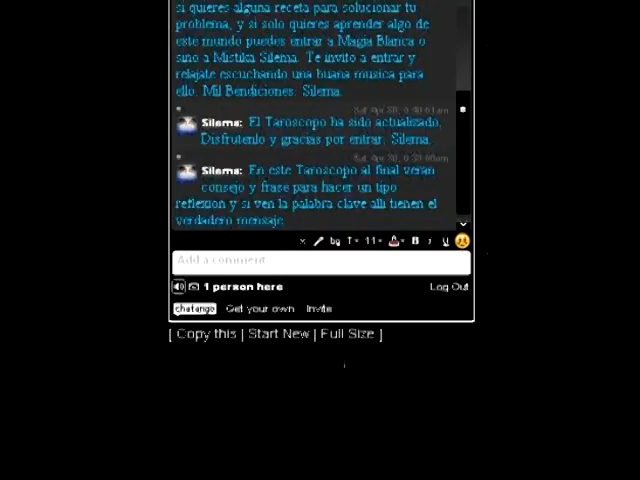 si quieres alguna receta para solucionar tu
problema, y si solo quieres aprender algo de
este mundo puedes entrar a Magia Blanca o
sino a Mistika Silema. Te invito a entrar y
relajate escuchando una buana musica para
ello. Mil Bendiciones. Silema.
Silema: El Taroscopo ha sido actualizado.
Disfrutenlo y gracias por entrar. Silema.
Silema: En este Taroscopo al final veran
consejo y frase para hacer un tipo
reflexion y si ven la palabra clave alli tienen el
verdadero mensaje.
x bg T 11 B i U
Add a comment
1 person here Log Out
chatango Get your own Invite
[ Copy this | Start New | Full Size ]